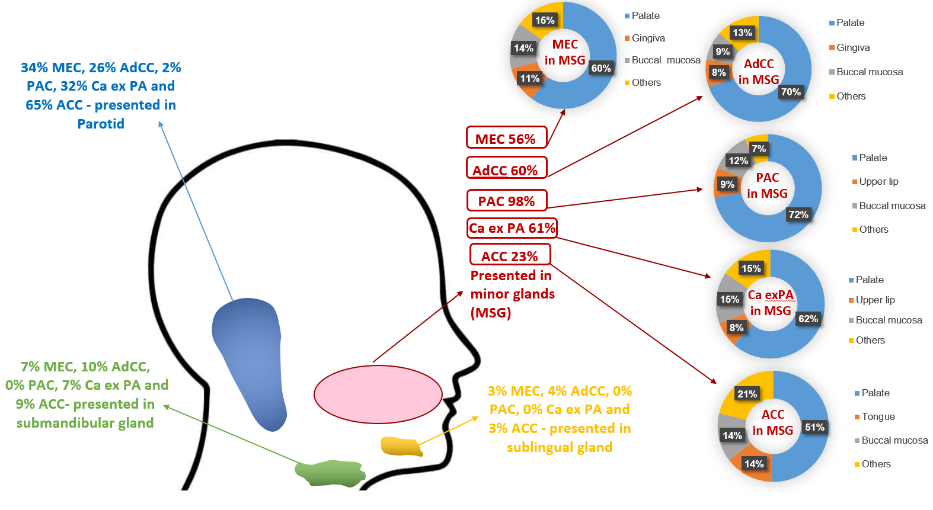 34% MEC, 26% AdCC, 2%
PAC, 32% Ca ex PA and
65% ACC - presented in
Parotid
7% MEC, 10% AdCC,
0% PAC, 7% Ca ex PA and
9% ACC- presented in
submandibular gland
3% MEC, 4% AdCC, 0%
PAC, 0% Ca ex PA and
3% ACC - presented in
sublingual gland
MEC 56%
AdCC 60%
PAC 98%
Ca ex PA 61%
ACC 23%
Presented in
minor glands
(MSG)
MEC
in MSG
16%
14%
11%
60%
Palate
Gingiva
Buccal mucosa
Others
AdCC
in MSG
13%
9%
8%
70%
Palate
Gingiva
Buccal mucosa
Others
PAC
in MSG
7%
12%
9%
72%
Palate
Upper lip
Buccal mucosa
Others
Ca exPA
in MSG
15%
15%
8%
62%
Palate
Upper lip
Buccal mucosa
Others
ACC
in MSG
21%
14%
14%
51%
Palate
Tongue
Buccal mucosa
Others